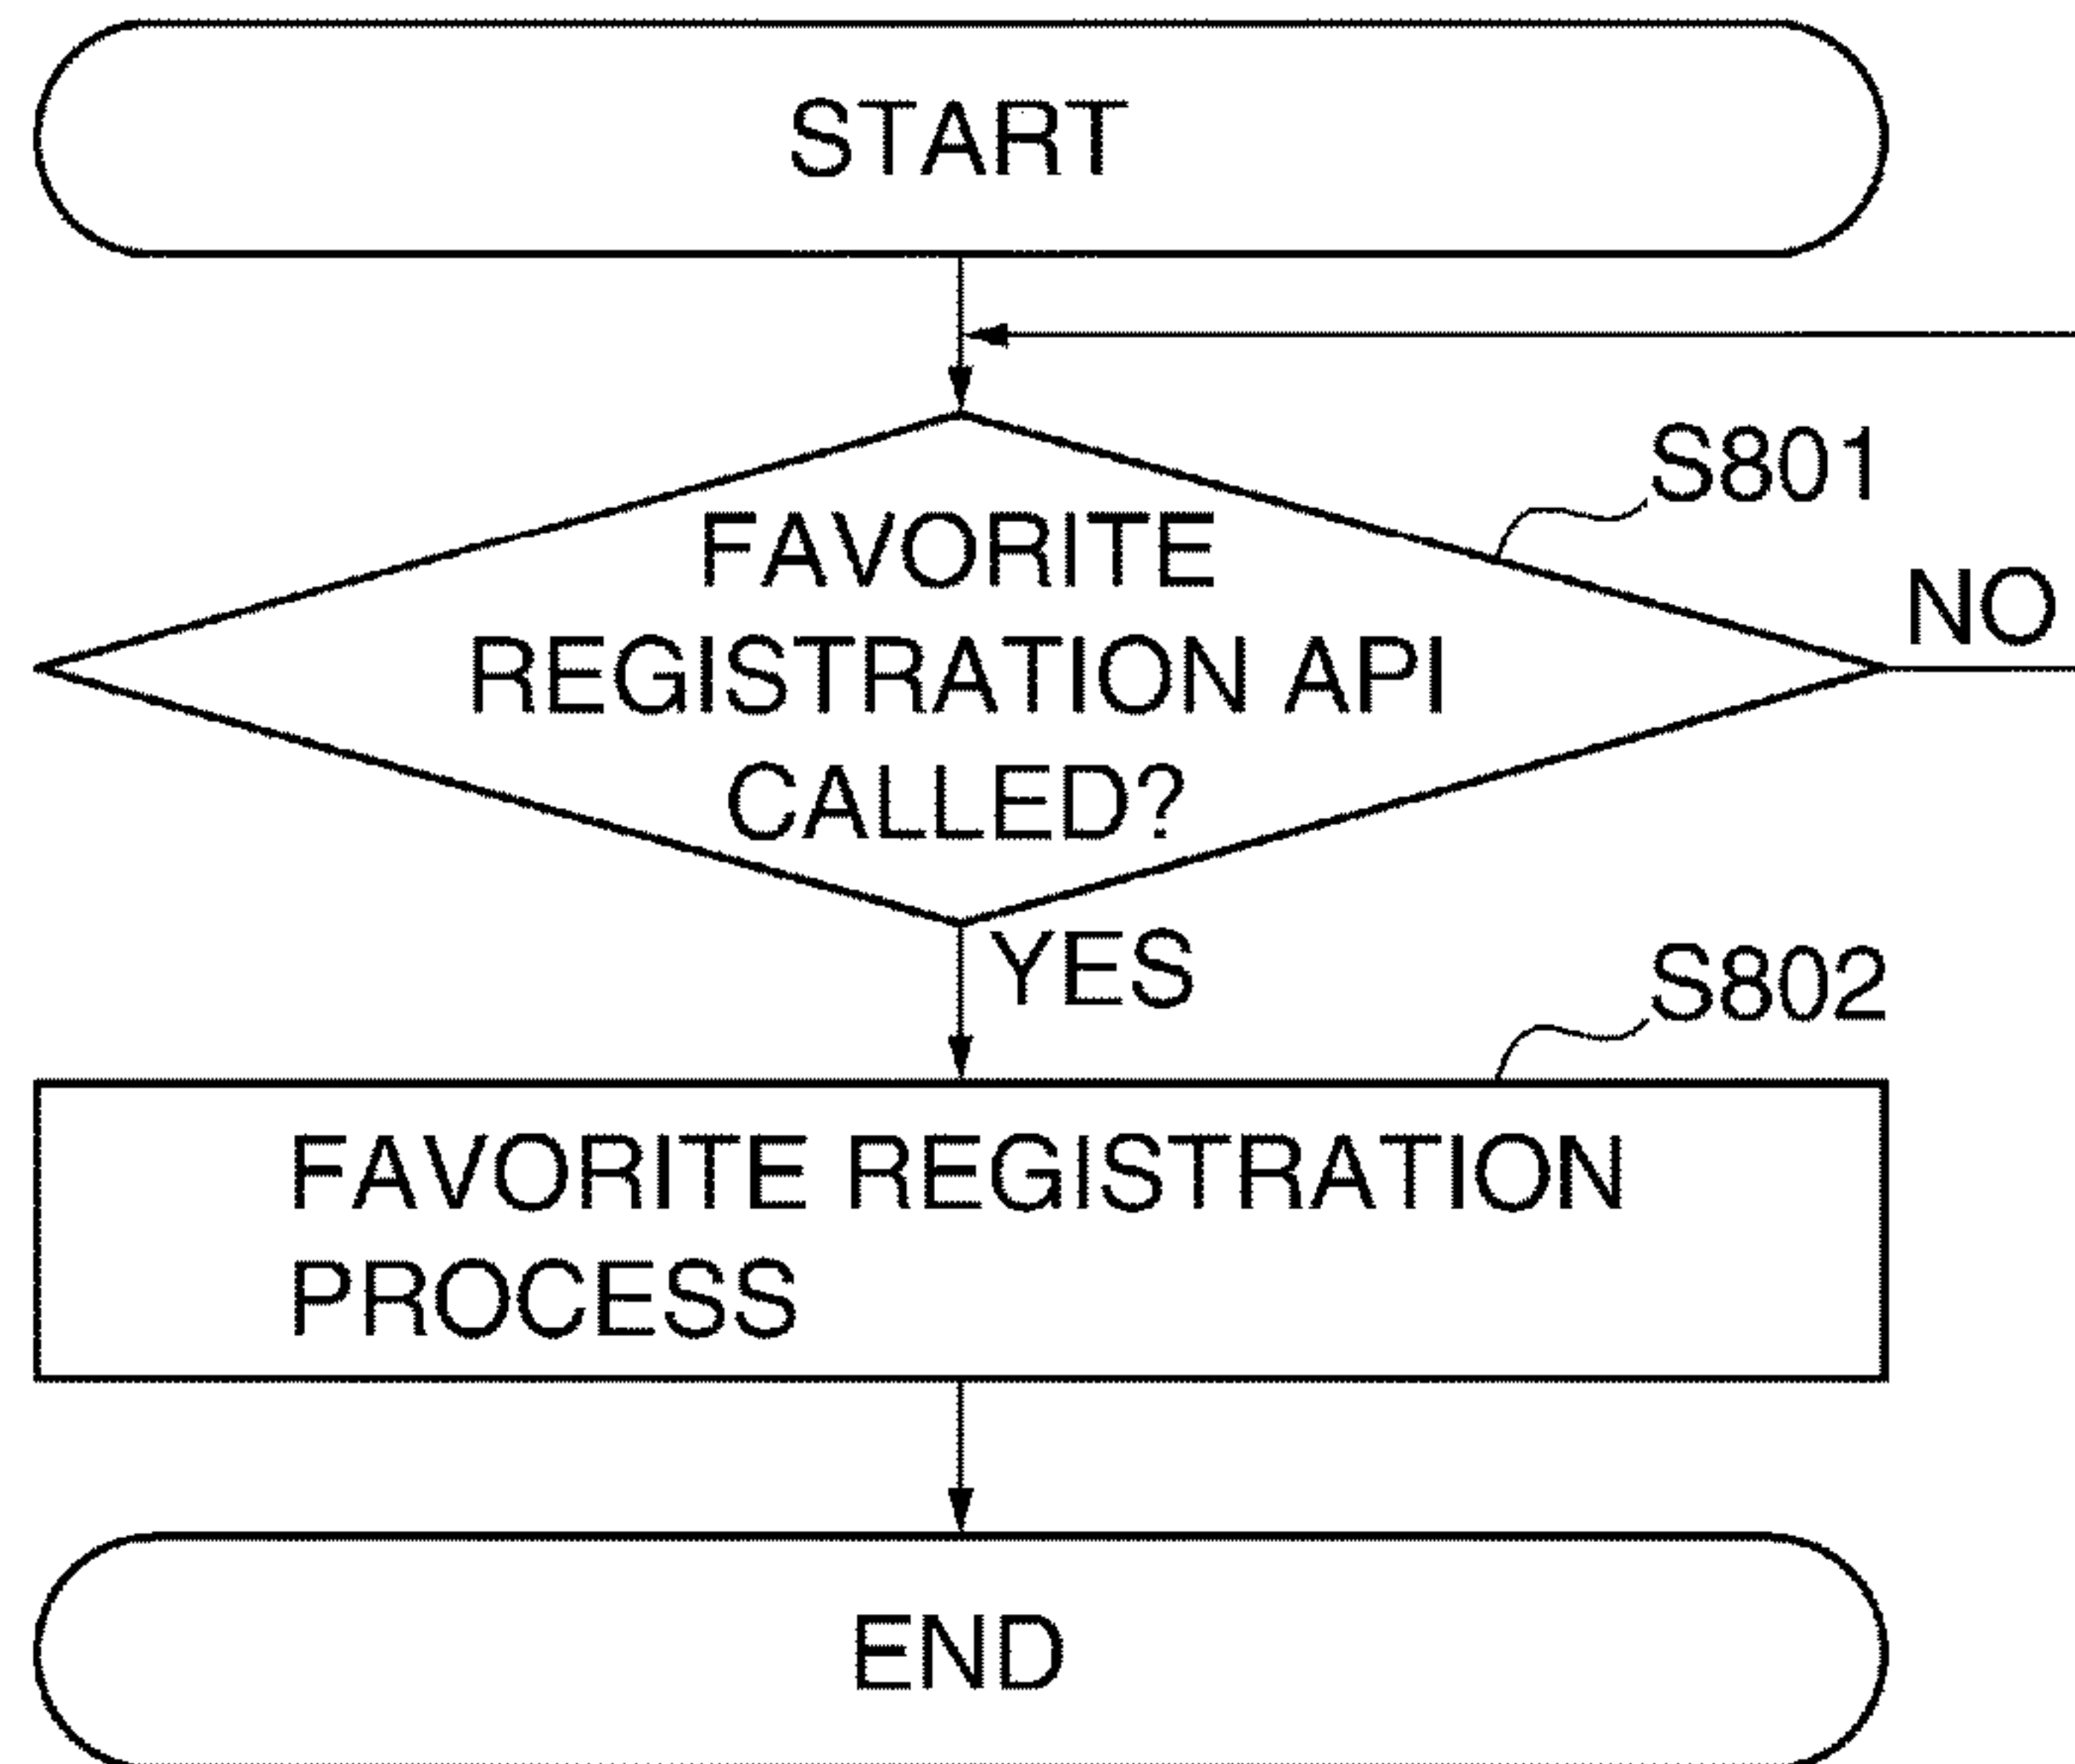 START
S801
FAVORITE
REGISTRATION API
CALLED?
NO
YES
S802
FAVORITE REGISTRATION
PROCESS
END